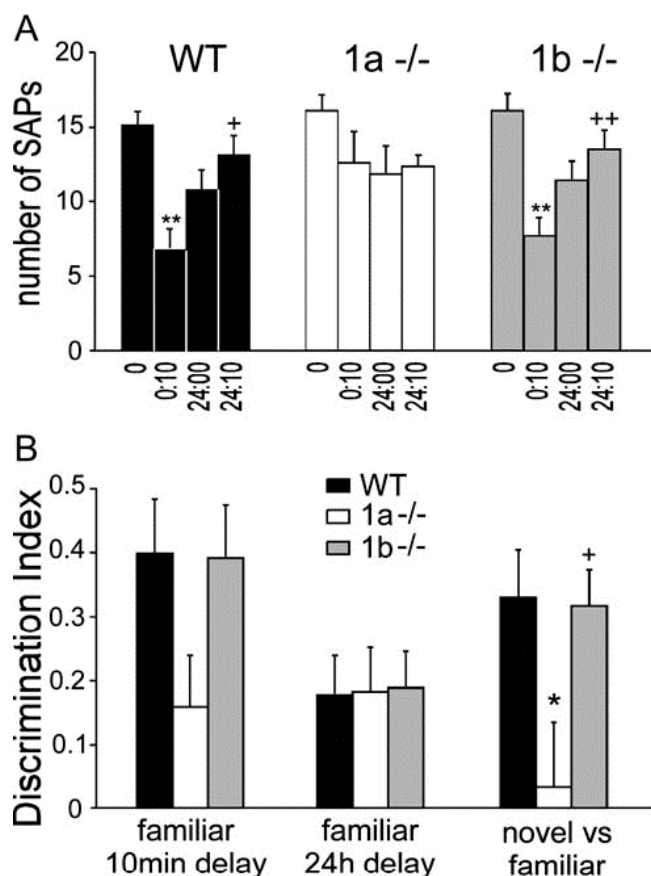 A
WT 1a -/- 1b -/-
number of SAPs
20
15
10
5
0
** + ** ++
0 0:10 24:00 24:10 0 0:10 24:00 24:10 0 0:10 24:00 24:10
B
Discrimination Index
0.5
0.4
0.3
0.2
0.1
0
WT
1a -/-
1b -/-
* +
familiar familiar novel vs
10min delay 24h delay familiar